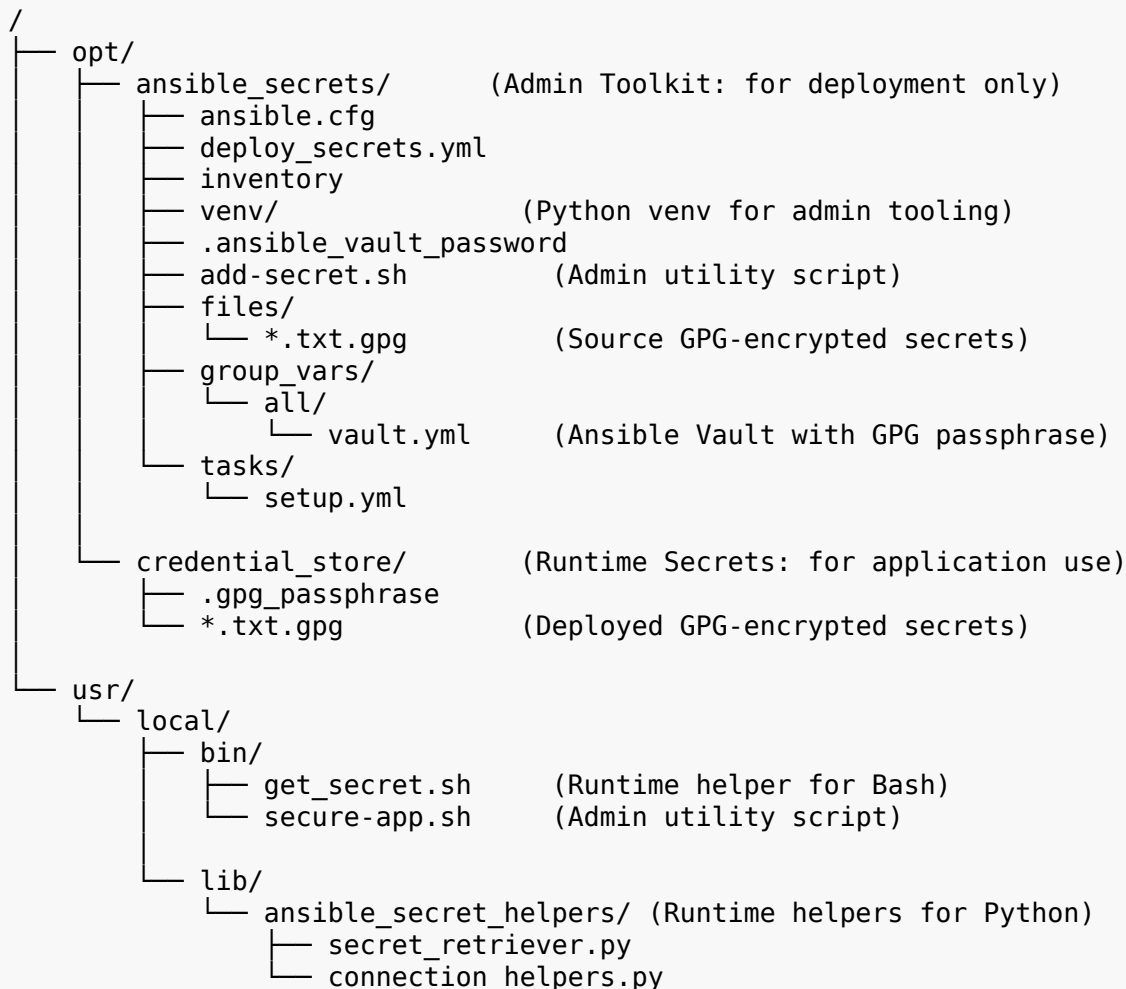 /
├── opt/
│   ├── ansible_secrets/      (Admin Toolkit: for deployment only)
│   │   ├── ansible.cfg
│   │   ├── deploy_secrets.yml
│   │   ├── inventory
│   │   ├── venv/             (Python venv for admin tooling)
│   │   ├── .ansible_vault_password
│   │   ├── add-secret.sh       (Admin utility script)
│   │   ├── files/
│   │   │   └── *.txt.gpg       (Source GPG-encrypted secrets)
│   │   ├── group_vars/
│   │   │   └── all/
│   │   │       └── vault.yml   (Ansible Vault with GPG passphrase)
│   │   └── tasks/
│   │       └── setup.yml
│   │
│   └── credential_store/       (Runtime Secrets: for application use)
│       ├── .gpg_passphrase
│       └── *.txt.gpg         (Deployed GPG-encrypted secrets)
│
└── usr/
    └── local/
        ├── bin/
        │   ├── get_secret.sh   (Runtime helper for Bash)
        │   └── secure-app.sh   (Admin utility script)
        │
        └── lib/
            └── ansible_secret_helpers/ (Runtime helpers for Python)
                ├── secret_retriever.py
                └── connection_helpers.py